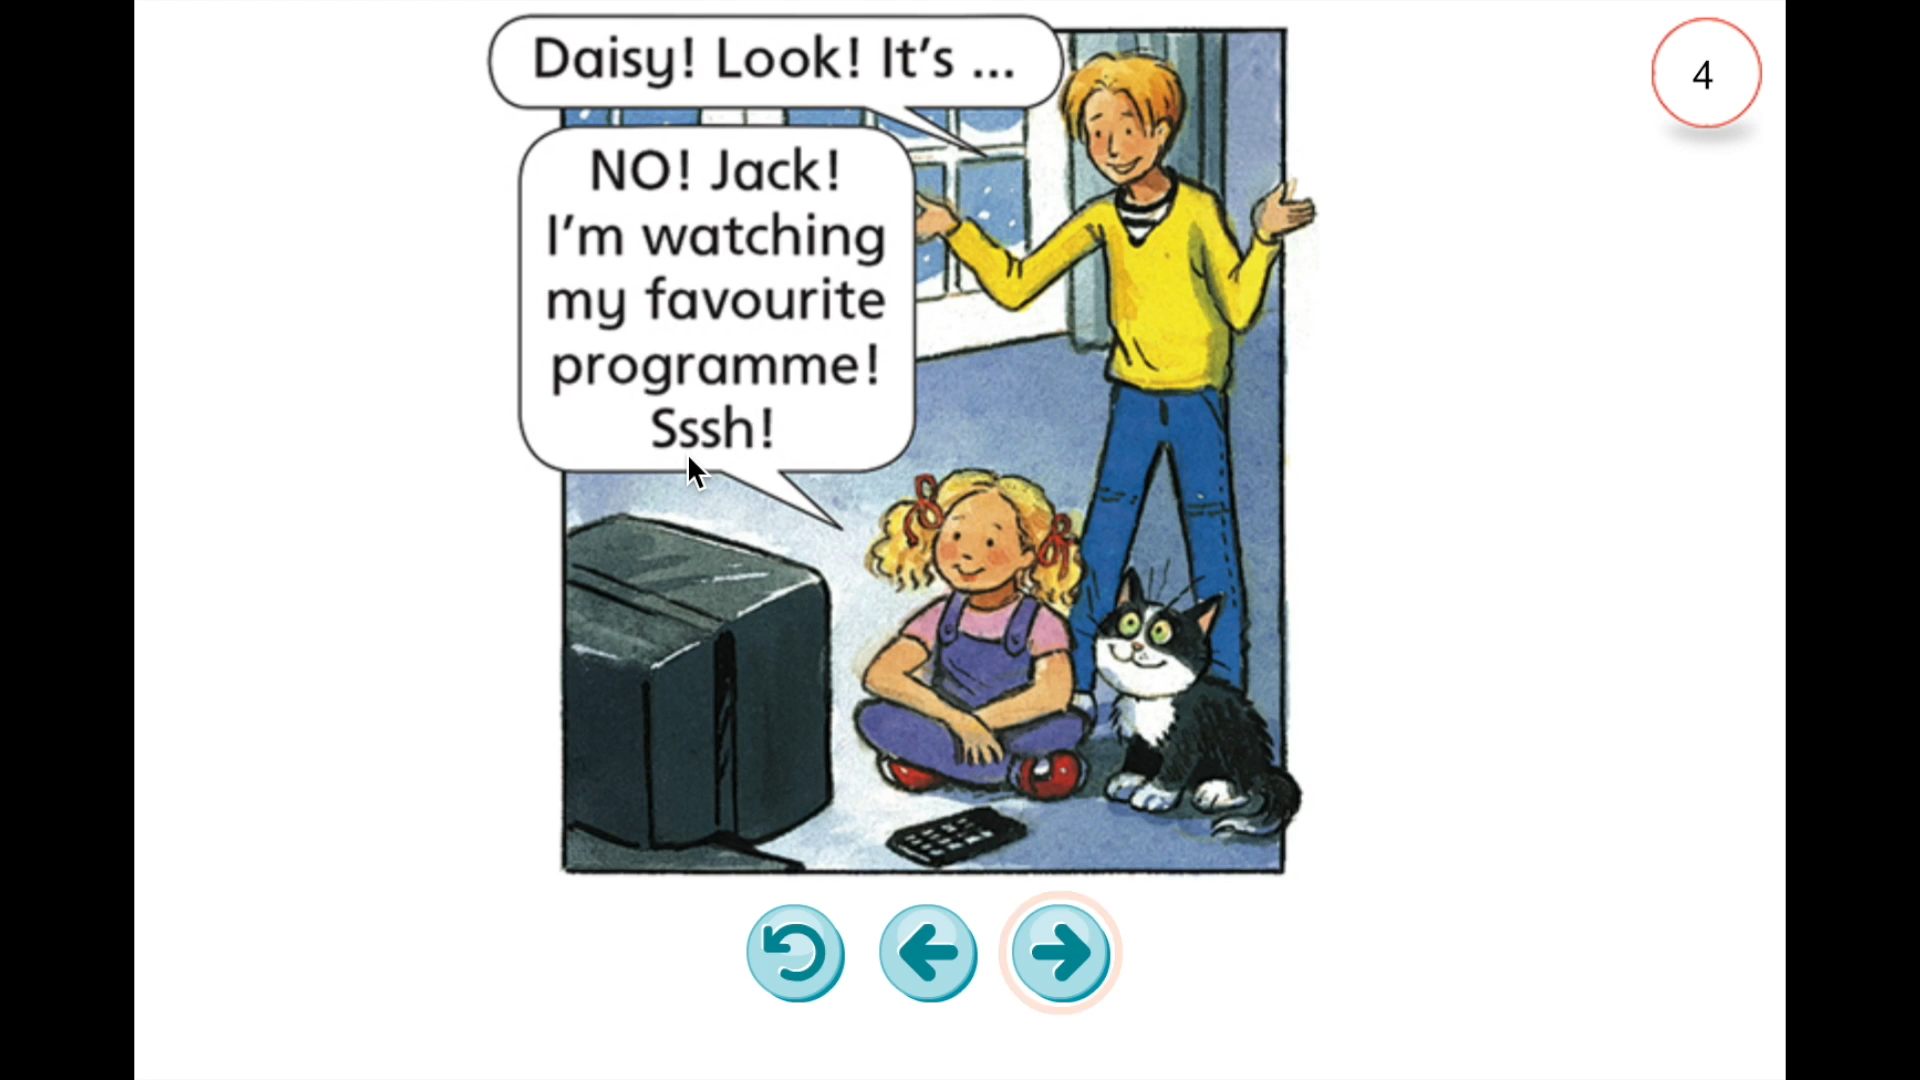 Daisy! Look! It's ...
NO! Jack!
I'm watching
my favourite
programme!
Sssh!
4